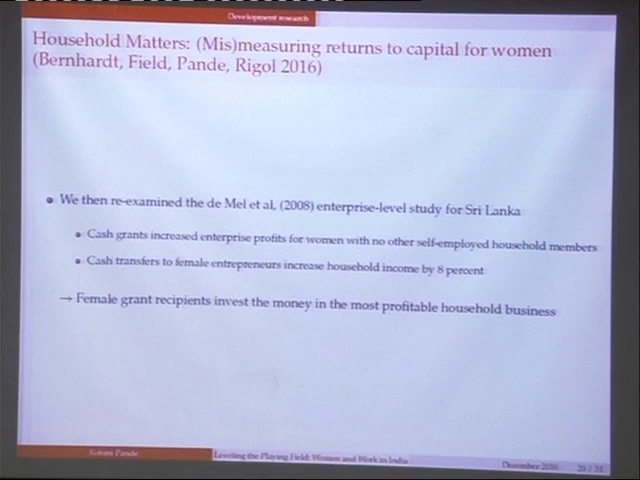 Development research
Household Matters: (Mis)measuring returns to capital for women
(Bernhardt, Field, Pande, Rigol 2016)
• We then re-examined the de Mel et al, (2008) enterprise-level study for Sri Lanka
• Cash grants increased enterprise profits for women with no other self-employed household members
• Cash transfers to female entrepreneurs increase household income by 8 percent
→ Female grant recipients invest the money in the most profitable household business
Rohini Pande
Leveling the Playing Field: Women and Work in India
December 2016
20 / 31